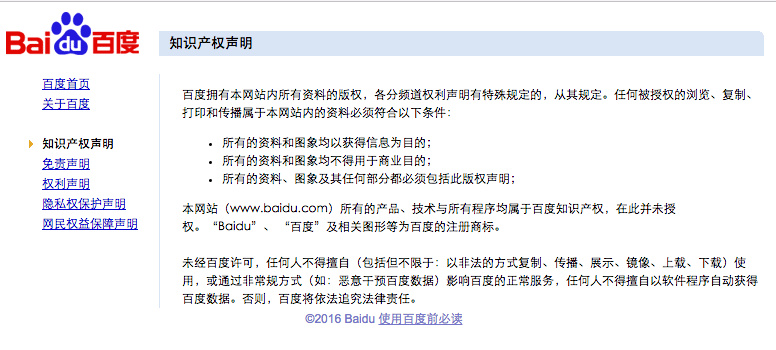 Bai du 百度
知识产权声明
百度首页
关于百度
知识产权声明
免责声明
权利声明
隐私权保护声明
网民权益保障声明
百度拥有本网站内所有资料的版权，各分频道权利声明有特殊规定的，从其规定。任何被授权的浏览、复制、
打印和传播属于本网站内的资料必须符合以下条件：
• 所有的资料和图象均以获得信息为目的；
• 所有的资料和图象均不得用于商业目的；
• 所有的资料、图象及其任何部分都必须包括此版权声明；
本网站（www.baidu.com）所有的产品、技术与所有程序均属于百度知识产权，在此并未授
权。“Baidu”、 “百度”及相关图形等为百度的注册商标。
未经百度许可，任何人不得擅自（包括但不限于：以非法的方式复制、传播、展示、镜像、上载、下载）使
用，或通过非常规方式（如：恶意干预百度数据）影响百度的正常服务，任何人不得擅自以软件程序自动获得
百度数据。否则，百度将依法追究法律责任。
©2016 Baidu 使用百度前必读